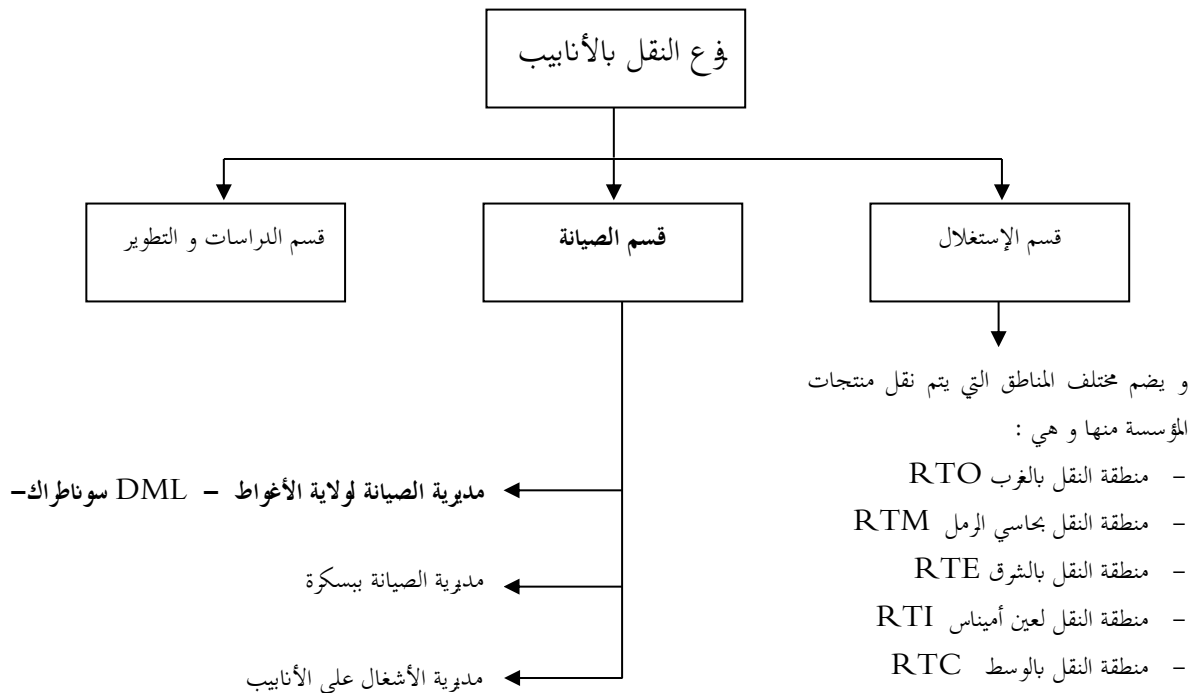 فرع النقل بالأنابيب
قسم الإستغلال
قسم الصيانة
قسم الدراسات و التطوير
و يضم مختلف المناطق التي يتم نقل منتجات
المؤسسة منها و هي :
- منطقة النقل بالغرب RTO
- منطقة النقل بحاسي الرمل RTM
- منطقة النقل بالشرق RTE
- منطقة النقل لعين أميناس RTI
- منطقة النقل بالوسط RTC
مديرية الصيانة لولاية الأغواط – DML سوناطراك–
مديرية الصيانة ببسكرة
مديرية الأشغال على الأنابيب